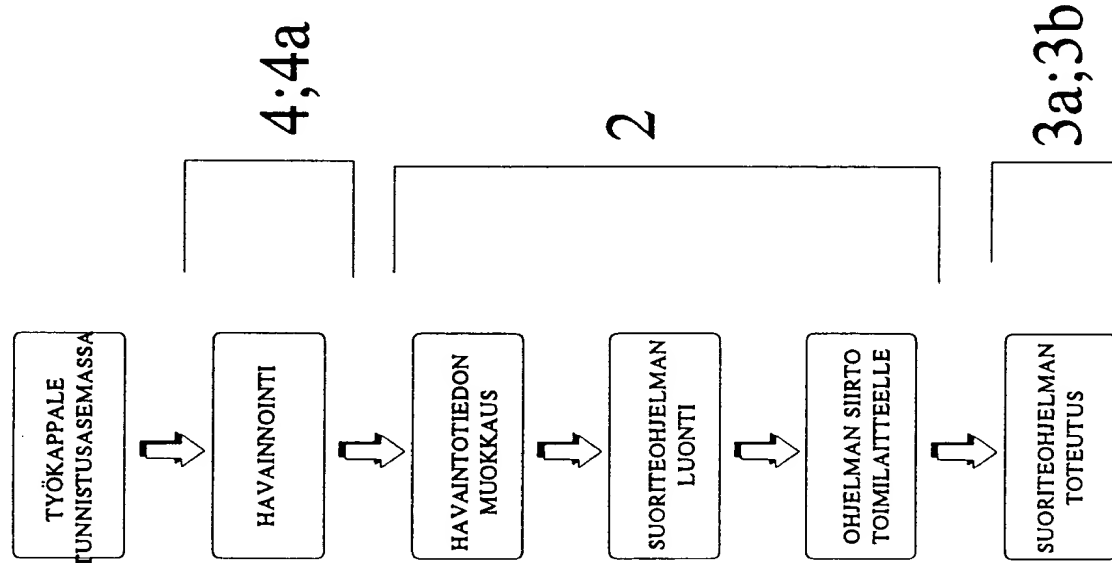 TYÖKAPPALE
TUNNISTUSASEMASSA
HAVAINNOINTI
4;4a
HAVAINTOTIEDON
MUOKKAUS
SUORITEOHJELMAN
LUONTI
2
OHJELMAN SIIRTO
TOIMILAITTEELLE
SUORITEOHJELMAN
TOTEUTUS
3a;3b